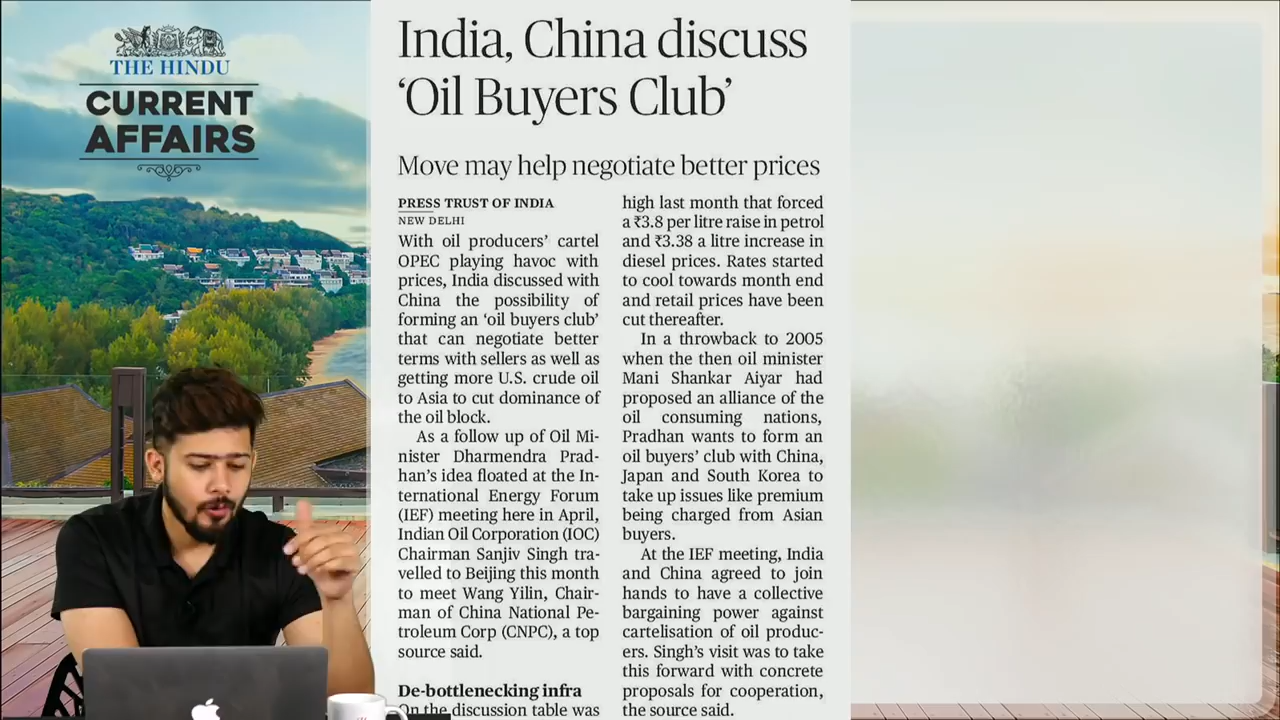 THE HINDU
CURRENT
AFFAIRS
India, China discuss
‘Oil Buyers Club’
Move may help negotiate better prices
PRESS TRUST OF INDIA
NEW DELHI
With oil producers’ cartel
OPEC playing havoc with
prices, India discussed with
China the possibility of
forming an ‘oil buyers club’
that can negotiate better
terms with sellers as well as
getting more U.S. crude oil
to Asia to cut dominance of
the oil block.
As a follow up of Oil Mi-
nister Dharmendra Prad-
han’s idea floated at the In-
ternational Energy Forum
(IEF) meeting here in April,
Indian Oil Corporation (IOC)
Chairman Sanjiv Singh tra-
velled to Beijing this month
to meet Wang Yilin, Chair-
man of China National Pe-
troleum Corp (CNPC), a top
source said.
De-bottlenecking infra
On the discussion table was
high last month that forced
a ₹3.8 per litre raise in petrol
and ₹3.38 a litre increase in
diesel prices. Rates started
to cool towards month end
and retail prices have been
cut thereafter.
In a throwback to 2005
when the then oil minister
Mani Shankar Aiyar had
proposed an alliance of the
oil consuming nations,
Pradhan wants to form an
oil buyers’ club with China,
Japan and South Korea to
take up issues like premium
being charged from Asian
buyers.
At the IEF meeting, India
and China agreed to join
hands to have a collective
bargaining power against
cartelisation of oil produc-
ers. Singh’s visit was to take
this forward with concrete
proposals for cooperation,
the source said.